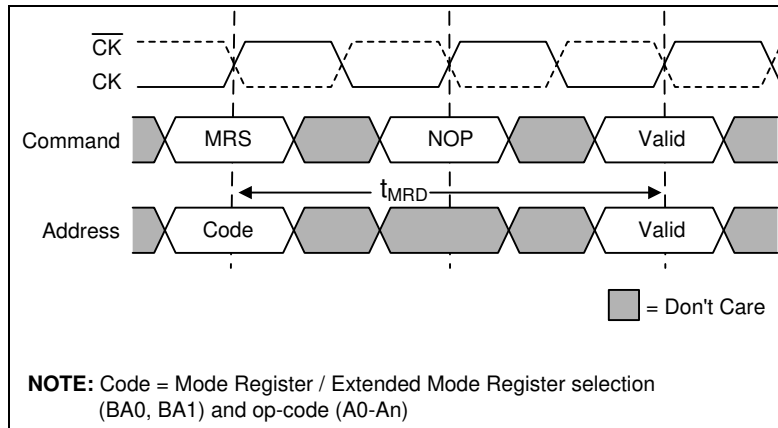 C̅K̅
CK
Command MRS NOP Valid
tMRD
Address Code Valid
= Don't Care
NOTE: Code = Mode Register / Extended Mode Register selection
(BA0, BA1) and op-code (A0-An)